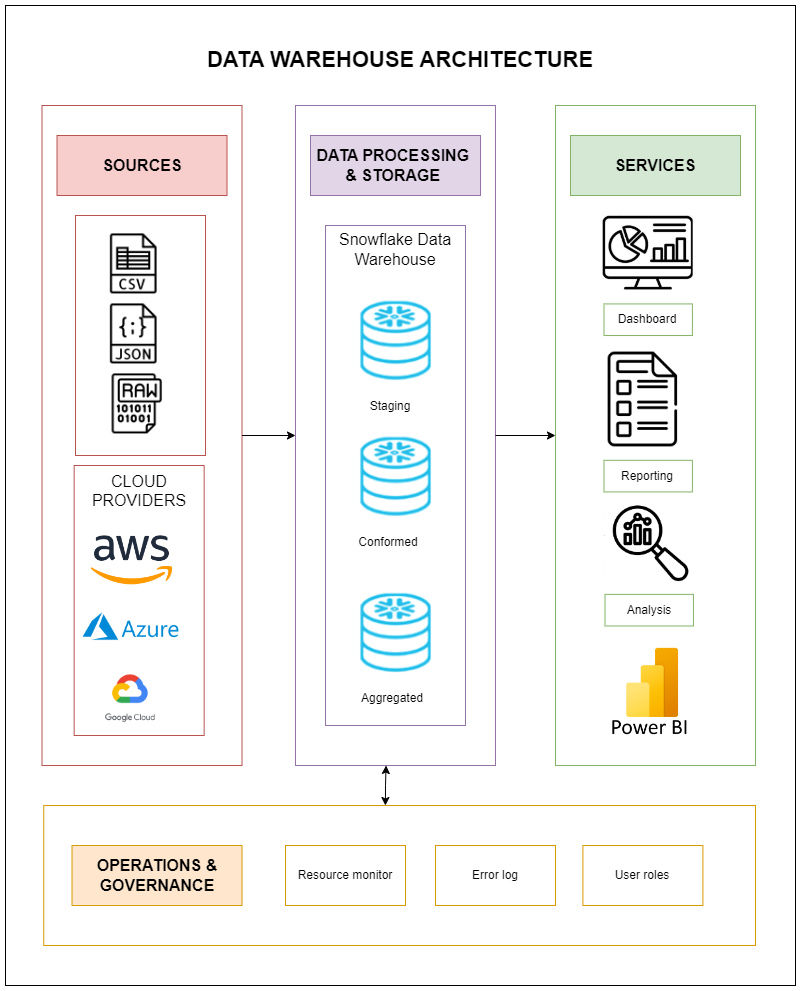 DATA WAREHOUSE ARCHITECTURE
SOURCES
CSV
{;}
JSON
RAW
101011
01001
CLOUD
PROVIDERS
aws
Azure
Google Cloud
DATA PROCESSING
& STORAGE
Snowflake Data
Warehouse
Staging
Conformed
Aggregated
SERVICES
Dashboard
Reporting
Analysis
Power BI
OPERATIONS &
GOVERNANCE
Resource monitor
Error log
User roles